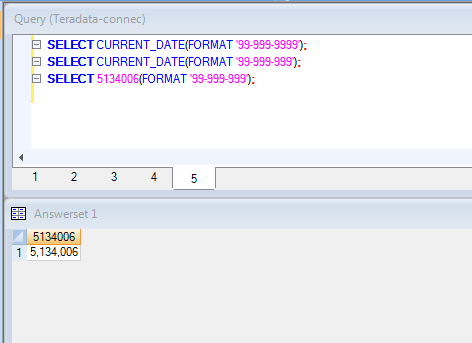 Query (Teradata-connec)
SELECT CURRENT_DATE(FORMAT '99-999-9999');
SELECT CURRENT_DATE(FORMAT '99-999-999');
SELECT 5134006(FORMAT '99-999-999');
1 2 3 4 5
Answerset 1
5134006
1 5,134,006